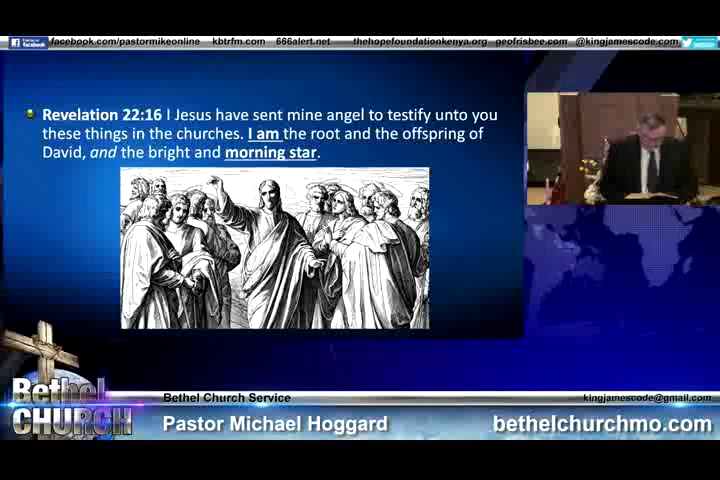 facebook.com/pastormikeonline kbtrfm.com 666alert.net thehopefoundationkenya.org geofrisbee.com @kingjamescode.com
Revelation 22:16 I Jesus have sent mine angel to testify unto you
these things in the churches. I am the root and the offspring of
David, and the bright and morning star.
Bethel
CHURCH
Bethel Church Service kingjamescode@gmail.com
Pastor Michael Hoggard bethelchurchmo.com